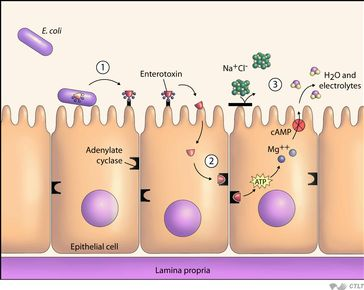 E. coli
1
Enterotoxin
Na+Cl-
3
H2O and
electrolytes
Adenylate
cyclase
2
cAMP
Mg++
ATP
Epithelial cell
Lamina propria
CTLT